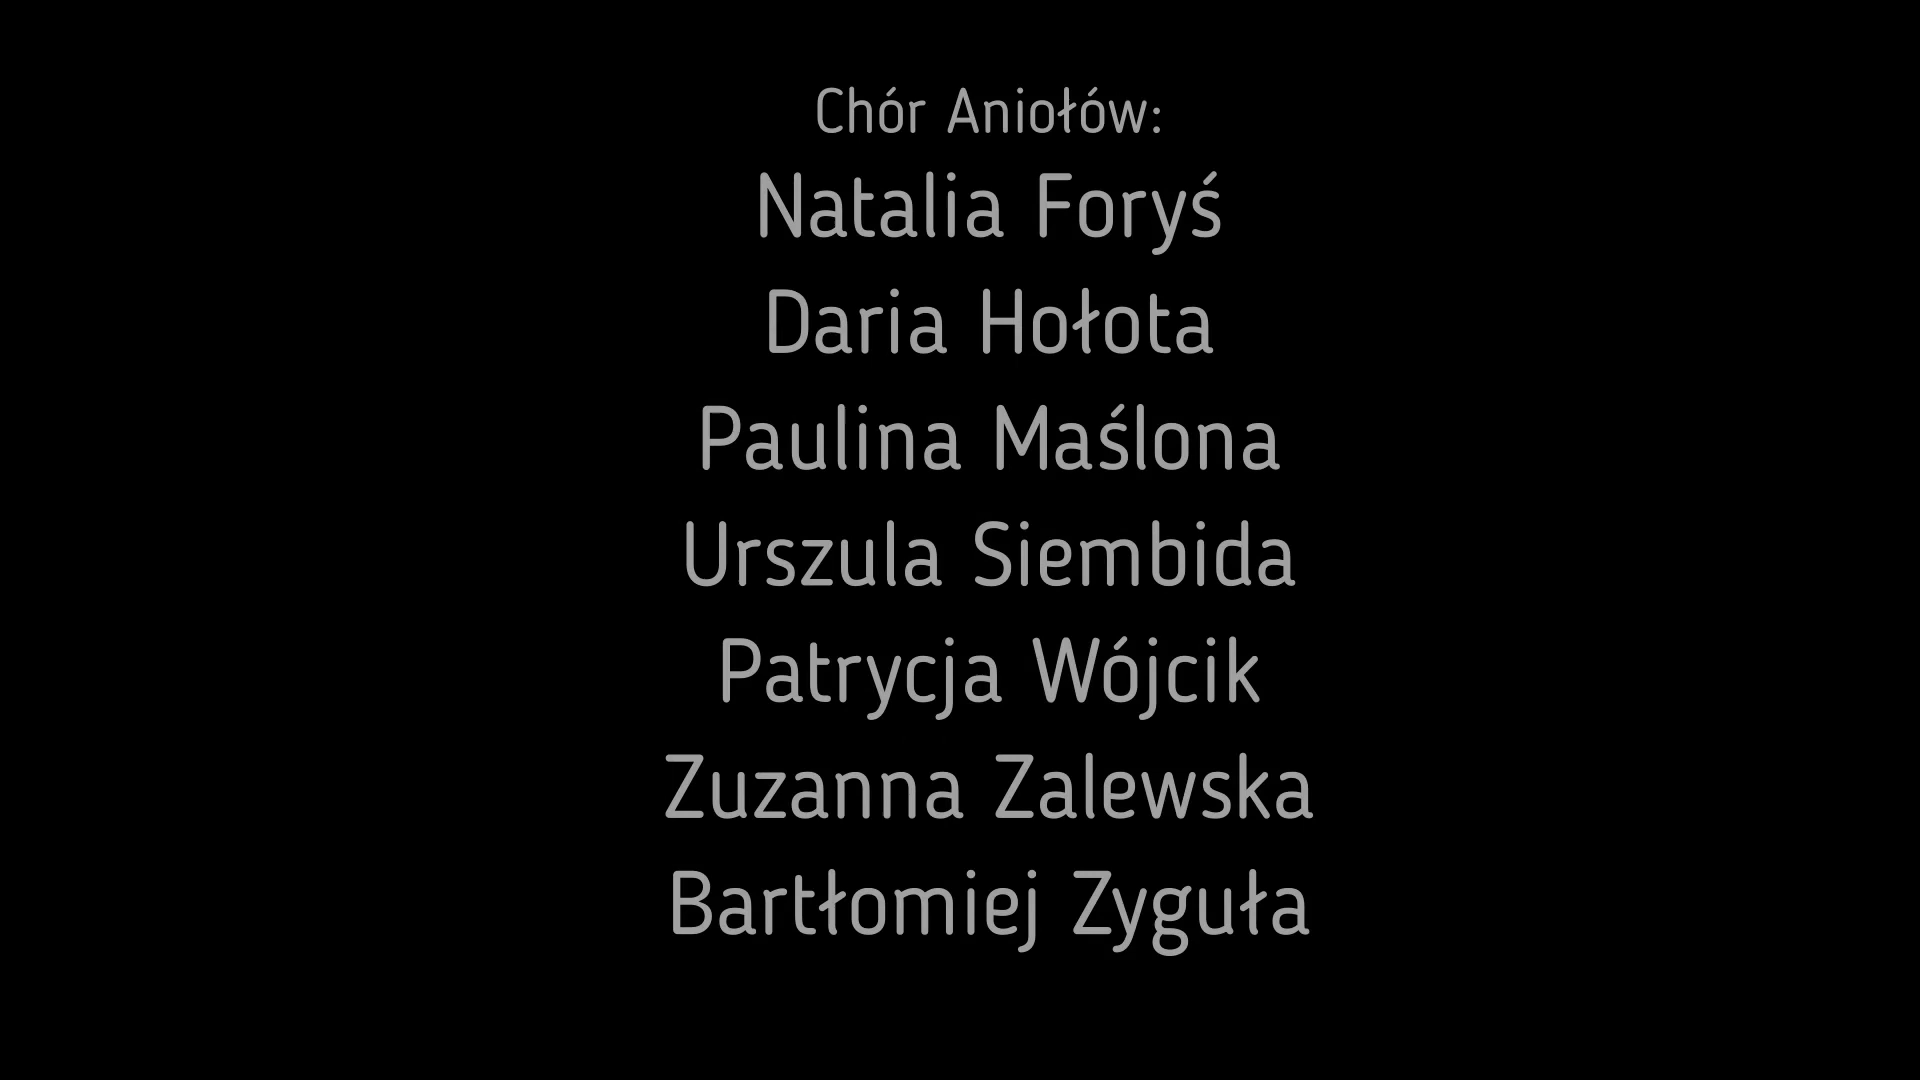 Chór Aniołów:
Natalia Foryś
Daria Hołota
Paulina Maślona
Urszula Siembida
Patrycja Wójcik
Zuzanna Zalewska
Bartłomiej Zyguła